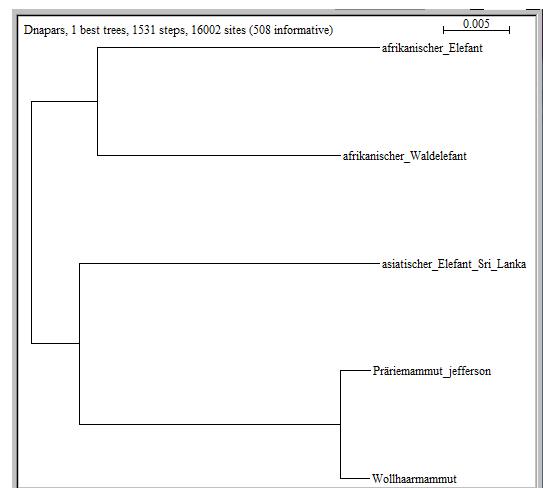 Dnapars, 1 best trees, 1531 steps, 16002 sites (508 informative)
0.005
afrikanischer_Elefant
afrikanischer_Waldelefant
asiatischer_Elefant_Sri_Lanka
Präriemammut_jefferson
Wollhaarmammut